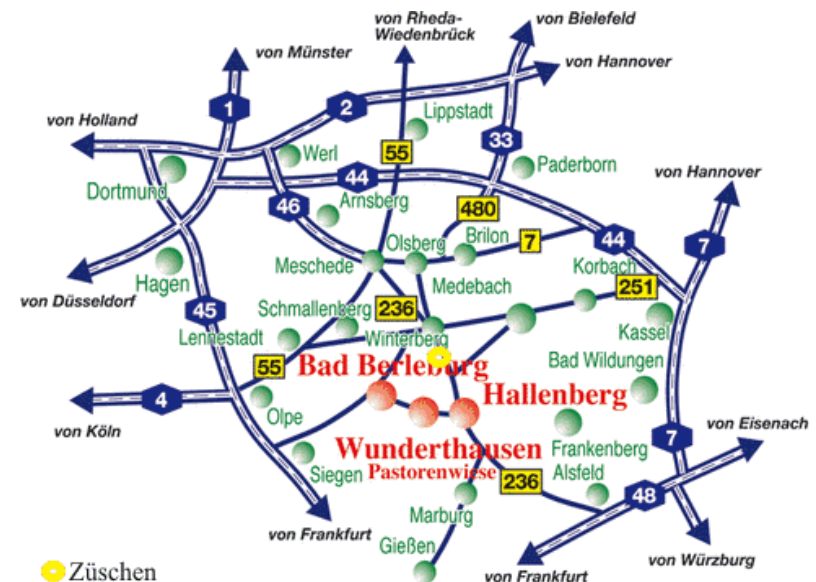 von Rheda-
Wiedenbrück
von Bielefeld
von Münster
von Hannover
1
2
Lippstadt
von Holland
33
Werl
55
Paderborn
von Hannover
Dortmund
44
46
Arnsberg
480
Olsberg
Brilon
7
44
7
Meschede
Korbach
Hagen
Medebach
251
von Düsseldorf
45
Schmallenberg
236
Kassel
Lennestadt
Winterberg
55
Bad Berleburg
Bad Wildungen
4
Hallenberg
Olpe
von Köln
7
von Eisenach
Wunderthausen
Frankenberg
Siegen
Pastorenwiese
Alsfeld
236
48
Marburg
von Frankfurt
Gießen
von Würzburg
Züschen
von Frankfurt